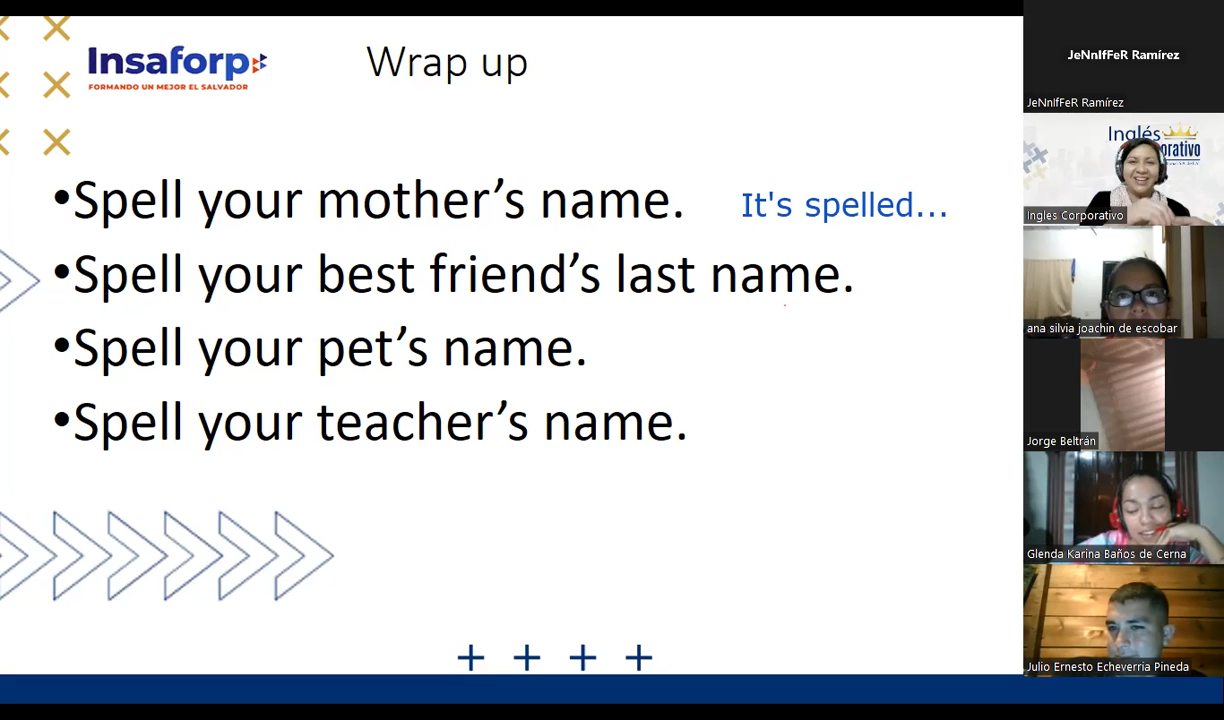 Insaforp
FORMANDO UN MEJOR EL SALVADOR
Wrap up
•Spell your mother’s name.
It's spelled...
•Spell your best friend’s last name.
•Spell your pet’s name.
•Spell your teacher’s name.
JeNnIfFeR Ramírez
JeNnIfFeR Ramírez
Inglés
orativo
Ingles Corporativo
ana silvia joachin de escobar
Jorge Beltrán
Glenda Karina Baños de Cerna
Julio Ernesto Echeverria Pineda